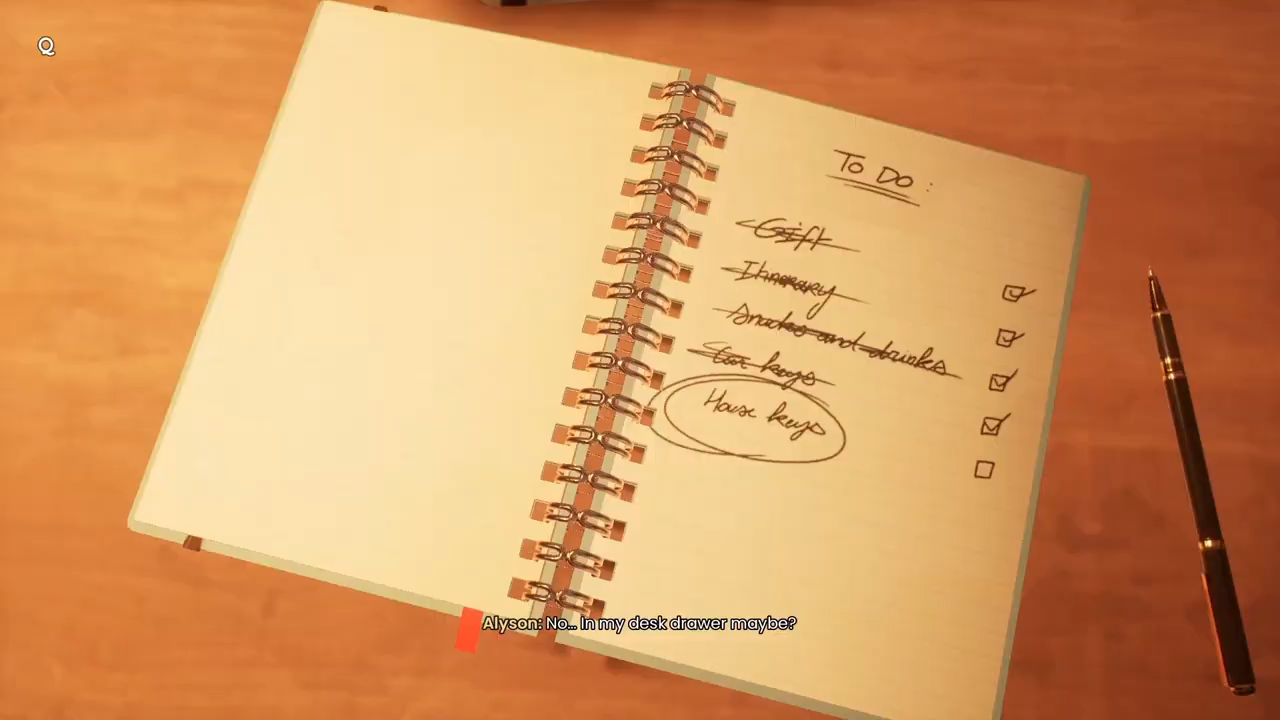 Q
To Do :
Gift
Itinerary
Snacks and drinks
Car keys
House keys
Alyson: No... In my desk drawer maybe?